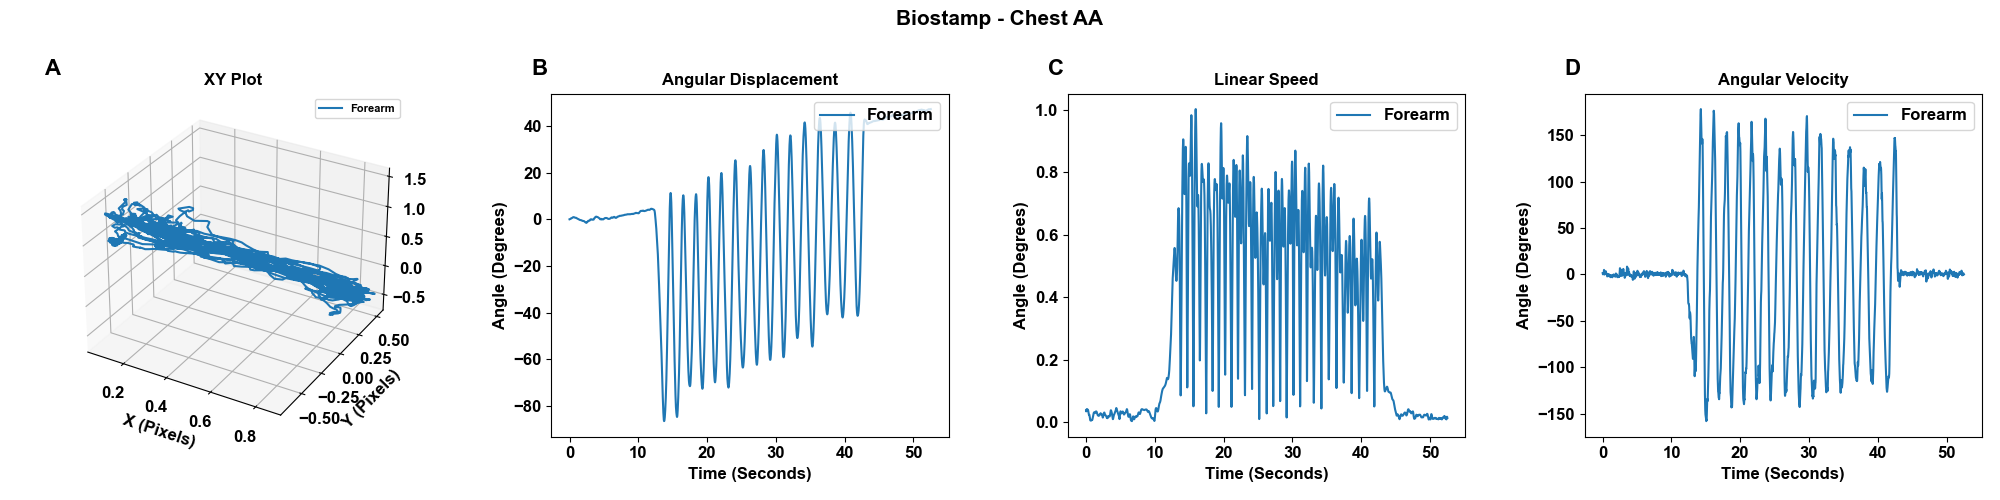 Biostamp - Chest AA
A
XY Plot
Forearm
1.5
1.0
0.5
0.0
−0.5
0.50
0.25
0.00
−0.25
−0.50
Y (Pixels)
0.2
0.4
0.6
0.8
X (Pixels)
B
Angular Displacement
Forearm
Angle (Degrees)
40
20
0
−20
−40
−60
−80
0 10 20 30 40 50
Time (Seconds)
C
Linear Speed
Forearm
Angle (Degrees)
1.0
0.8
0.6
0.4
0.2
0.0
0 10 20 30 40 50
Time (Seconds)
D
Angular Velocity
Forearm
Angle (Degrees)
150
100
50
0
−50
−100
−150
0 10 20 30 40 50
Time (Seconds)